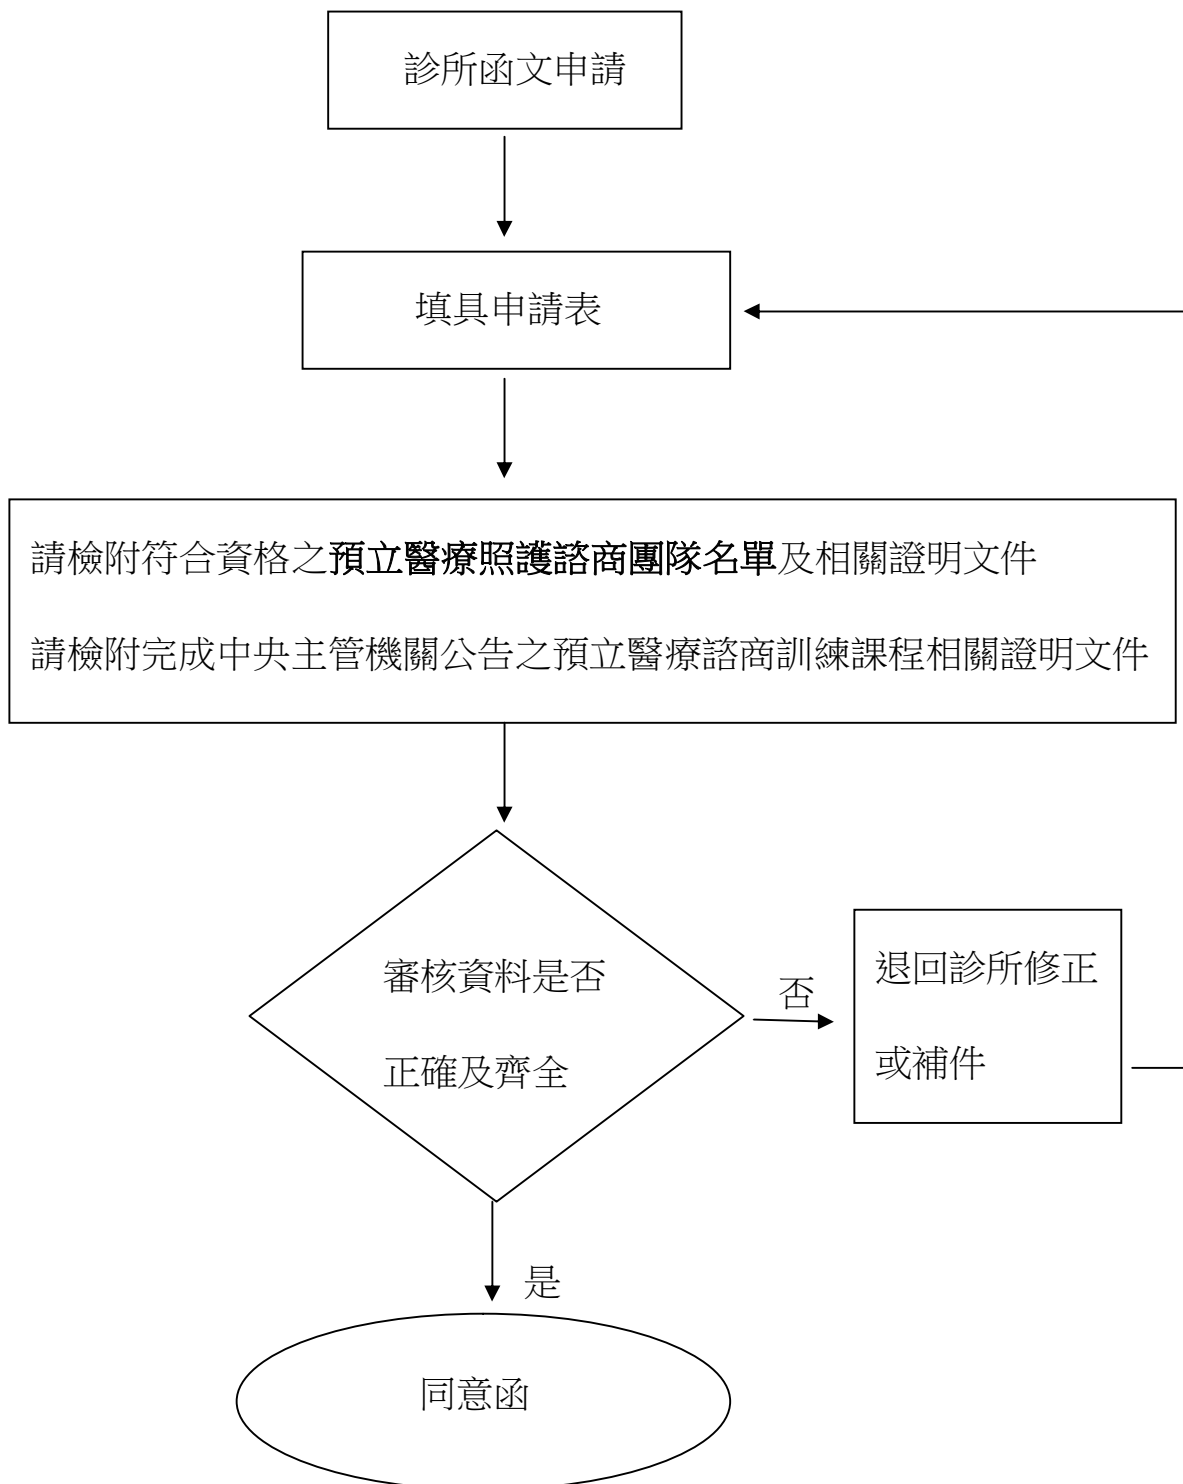 診所函文申請
填具申請表
請檢附符合資格之預立醫療照護諮商團隊名單及相關證明文件
請檢附完成中央主管機關公告之預立醫療諮商訓練課程相關證明文件
審核資料是否
正確及齊全
否
退回診所修正
或補件
是
同意函